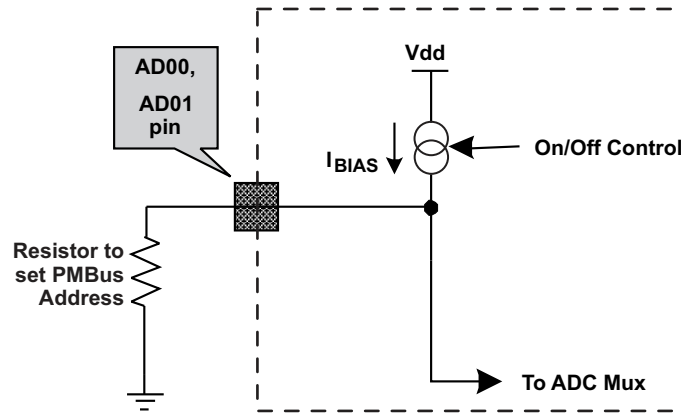 AD00,
AD01
pin
Vdd
IBIAS
On/Off Control
Resistor to
set PMBus
Address
To ADC Mux